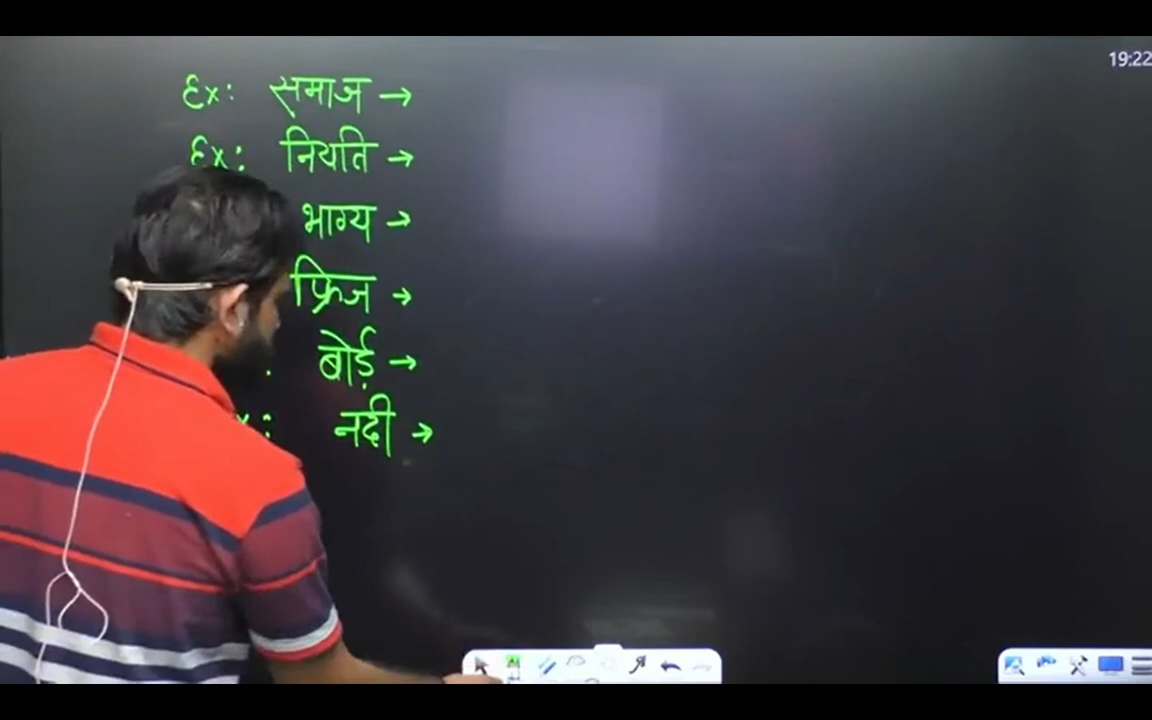 19:22
Ex: समाज →
Ex: नियति →
भाग्य →
फ्रिज →
बोर्ड़ →
x: नदी →